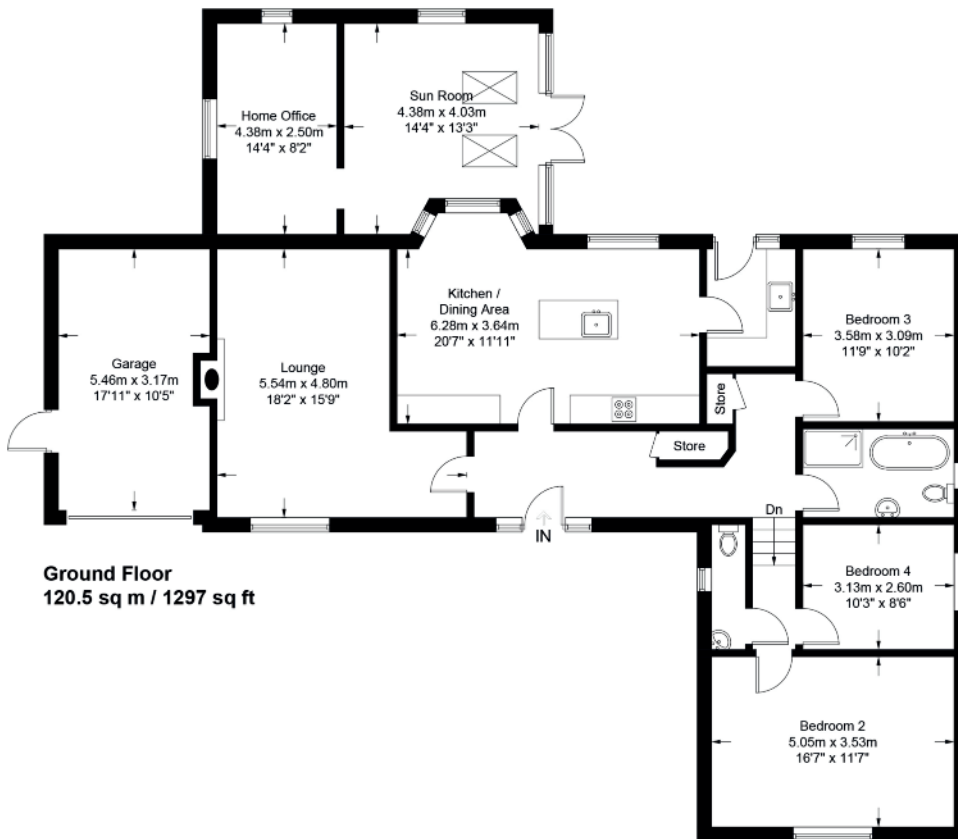 Home Office
4.38m x 2.50m
14'4" x 8'2"
Sun Room
4.38m x 4.03m
14'4" x 13'3"
Garage
5.46m x 3.17m
17'11" x 10'5"
Lounge
5.54m x 4.80m
18'2" x 15'9"
Kitchen /
Dining Area
6.28m x 3.64m
20'7" x 11'11"
Bedroom 3
3.58m x 3.09m
11'9" x 10'2"
Store
Store
IN
Dn
Bedroom 4
3.13m x 2.60m
10'3" x 8'6"
Bedroom 2
5.05m x 3.53m
16'7" x 11'7"
Ground Floor
120.5 sq m / 1297 sq ft